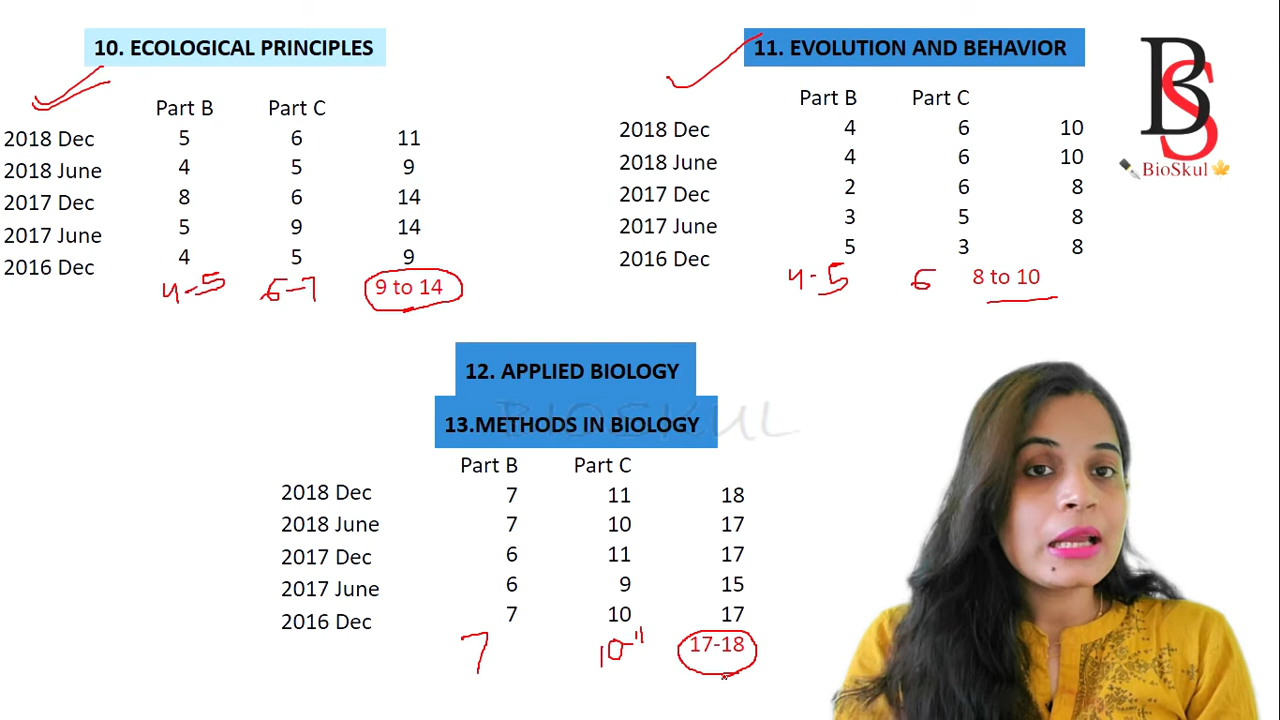 10. ECOLOGICAL PRINCIPLES
Part B Part C
2018 Dec 5 6 11
2018 June 4 5 9
2017 Dec 8 6 14
2017 June 5 9 14
2016 Dec 4 5 9
4-5 6-7 9 to 14
11. EVOLUTION AND BEHAVIOR
Part B Part C
2018 Dec 4 6 10
2018 June 4 6 10
2017 Dec 2 6 8
2017 June 3 5 8
2016 Dec 5 3 8
4-5 6 8 to 10
BS
BioSkul
12. APPLIED BIOLOGY
BIOSKUL
13.METHODS IN BIOLOGY
Part B Part C
2018 Dec 7 11 18
2018 June 7 10 17
2017 Dec 6 11 17
2017 June 6 9 15
2016 Dec 7 10 17
7 10-11 17-18